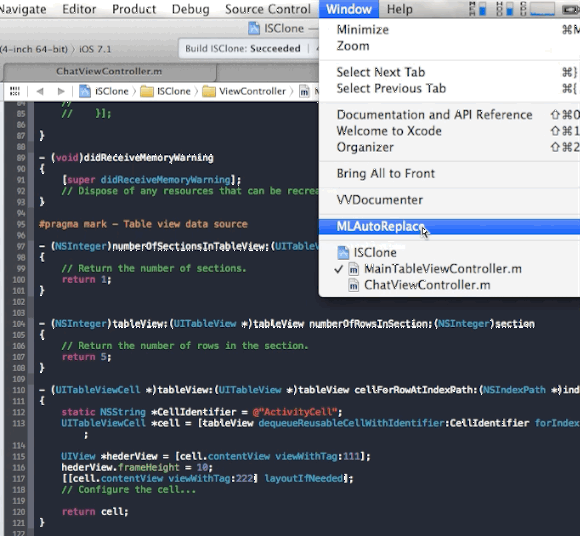 Navigate Editor Product Debug Source Control Window Help
ISClone
(4-inch 64-bit) › iOS 7.1
Build ISClone: Succeeded
ChatViewController.m
ISClone › ISClone › ViewController ›
Minimize
Zoom
Select Next Tab ⌘}
Select Previous Tab ⌘{
Documentation and API Reference ⇧⌘0
Welcome to Xcode ⇧⌘1
Organizer ⇧⌘2
Bring All to Front
VVDocumenter
MLAutoReplace
ISClone
✓ MainTableViewController.m
ChatViewController.m
84 //
85 // }];
86
87 }
88
89 - (void)didReceiveMemoryWarning
90 {
91 [super didReceiveMemoryWarning];
92 // Dispose of any resources that can be recrea
93 }
94
95 #pragma mark - Table view data source
96
97 - (NSInteger)numberOfSectionsInTableView:(UITab
98 {
99 // Return the number of sections.
100 return 1;
101 }
102
103
104 - (NSInteger)tableView:(UITableView *)tableView numberOfRowsInSection:(NSInteger)section
105 {
106 // Return the number of rows in the section.
107 return 5;
108 }
109
110 - (UITableViewCell *)tableView:(UITableView *)tableView cellForRowAtIndexPath:(NSIndexPath *)ind
111 {
112 static NSString *CellIdentifier = @"ActivityCell";
113 UITableViewCell *cell = [tableView dequeueReusableCellWithIdentifier:CellIdentifier forIndex
;
114
115 UIView *hederView = [cell.contentView viewWithTag:111];
116 hederView.frameHeight = 10;
117 [[cell.contentView viewWithTag:222] layoutIfNeeded];
118 // Configure the cell...
119
120 return cell;
121 }
122